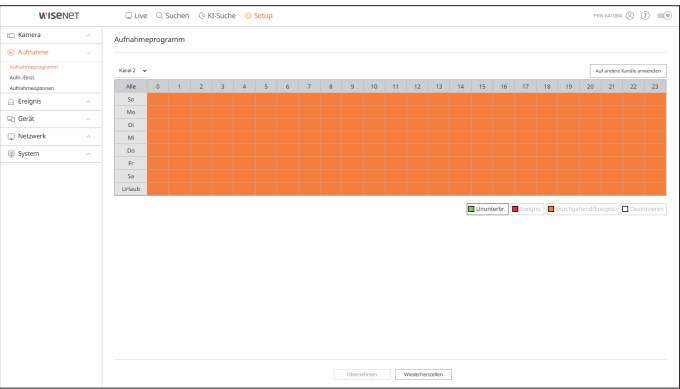 WISENET
Live Suchen KI-Suche Setup
PRN-6410B4
Kamera
Aufnahme
Aufnahmeprogramm
Aufn.-Einst.
Aufnahmeoptionen
Ereignis
Gerät
Netzwerk
System
Aufnahmeprogramm
Kanal 2
Auf andere Kanäle anwenden
Alle 0 1 2 3 4 5 6 7 8 9 10 11 12 13 14 15 16 17 18 19 20 21 22 23
So
Mo
Di
Mi
Do
Fr
Sa
Urlaub
Ununterbr. Ereignis Durchgehend/Ereignis Deaktivieren
Übernehmen Wiederherstellen